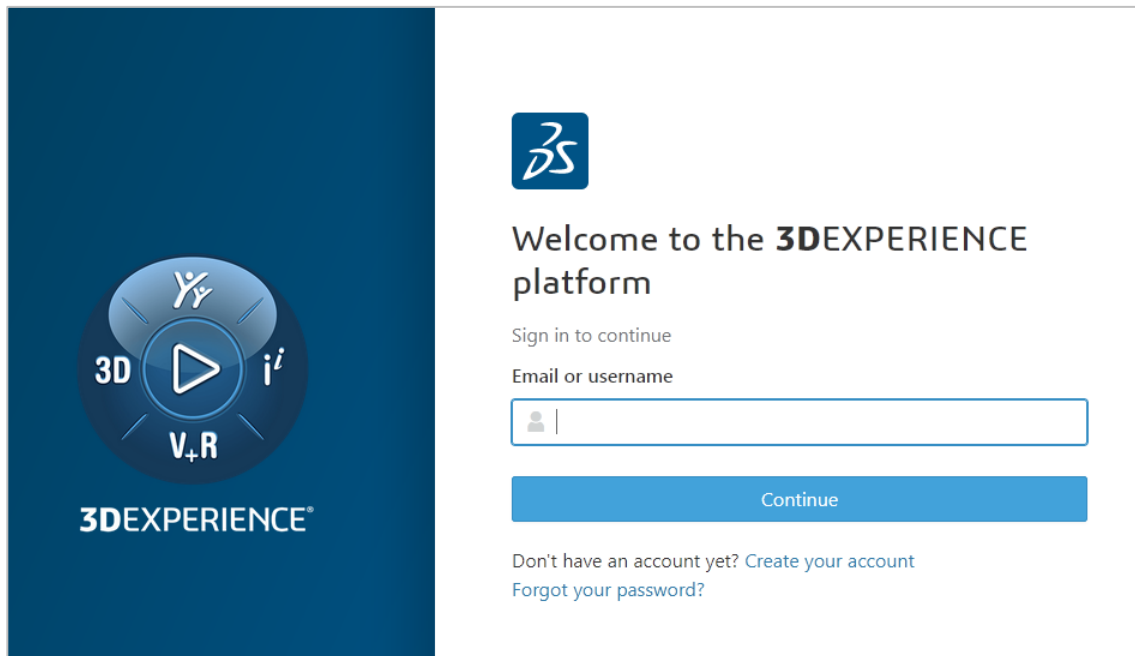 3DS
Welcome to the 3DEXPERIENCE
platform
Sign in to continue
Email or username
Continue
Don't have an account yet? Create your account
Forgot your password?
3D
i i
V+R
3DEXPERIENCE®